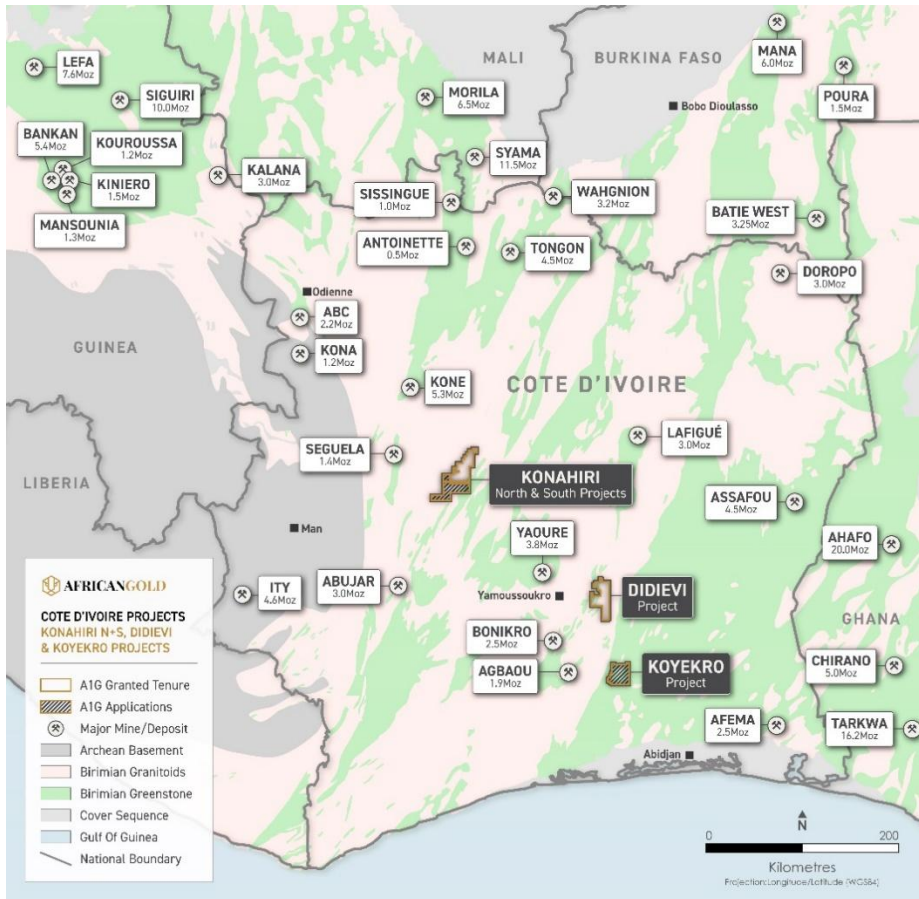 MALI
BURKINA FASO
LEFA
7.6Moz
SIGUIRI
10.0Moz
MORILA
6.5Moz
MANA
6.0Moz
Bobo Dioulasso
POURA
1.5Moz
BANKAN
5.4Moz
KOUROUSSA
1.2Moz
KINIERO
1.5Moz
MANSOUNIA
1.3Moz
KALANA
3.0Moz
SYAMA
11.5Moz
SISSINGUE
1.0Moz
WAHGNION
3.2Moz
BATIE WEST
3.25Moz
ANTOINETTE
0.5Moz
TONGON
4.5Moz
DOROPO
3.0Moz
Odienne
ABC
2.2Moz
KONA
1.2Moz
GUINEA
KONE
5.3Moz
COTE D'IVOIRE
LAFIGUÉ
3.0Moz
SEGUELA
1.4Moz
LIBERIA
KONAHIRI
North & South Projects
ASSAFOU
4.5Moz
Man
YAOURE
3.8Moz
AHAFO
20.0Moz
ITY
4.6Moz
ABUJAR
3.0Moz
Yamoussoukro
DIDIEVI
Project
GHANA
BONIKRO
2.5Moz
AGBAOU
1.9Moz
KOYEKRO
Project
CHIRANO
5.0Moz
AFEMA
2.5Moz
TARKWA
16.2Moz
Abidjan
AFRICANGOLD
COTE D'IVOIRE PROJECTS
KONAHIRI N+S, DIDIEVI
& KOYEKRO PROJECTS
A1G Granted Tenure
A1G Applications
Major Mine/Deposit
Archean Basement
Birimian Granitoids
Birimian Greenstone
Cover Sequence
Gulf Of Guinea
National Boundary
N
0 200
Kilometres
Projection:Longitude/Latitude (WGS84)